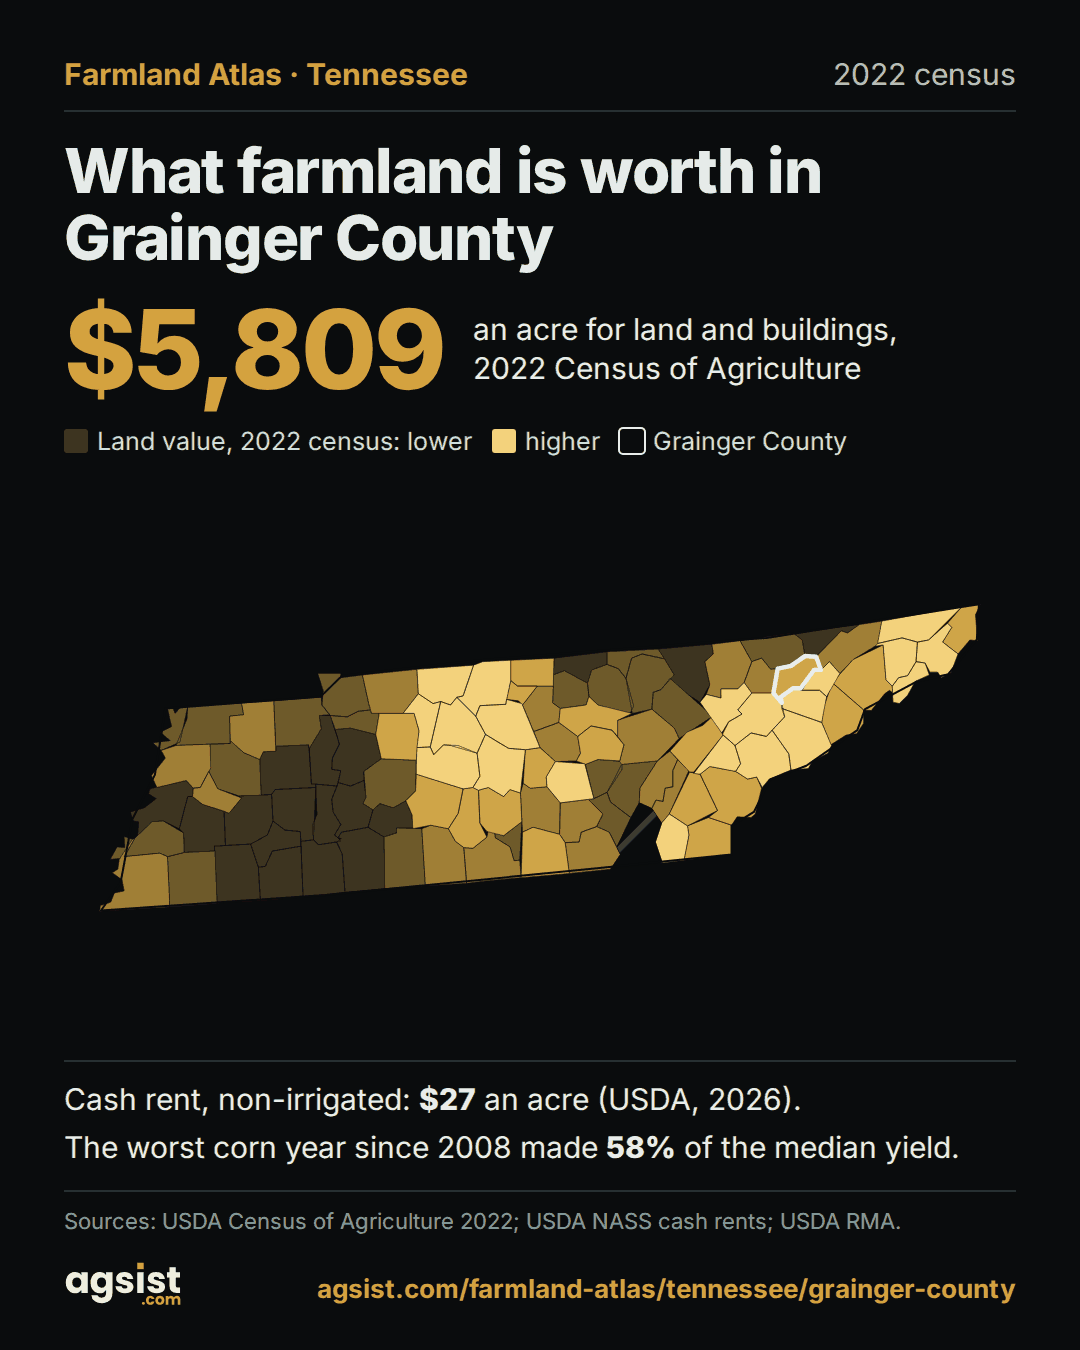 Farmland Atlas · Tennessee
2022 census
What farmland is worth in
Grainger County
$5,809
an acre for land and buildings,
2022 Census of Agriculture
Land value, 2022 census: lower
higher
Grainger County
Cash rent, non-irrigated: $27 an acre (USDA, 2026).
The worst corn year since 2008 made 58% of the median yield.
Sources: USDA Census of Agriculture 2022; USDA NASS cash rents; USDA RMA.
agsist
.com
agsist.com/farmland-atlas/tennessee/grainger-county